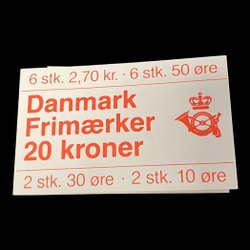 6 stk. 2,70 kr. · 6 stk. 50 øre
Danmark
Frimærker
20 kroner
2 stk. 30 øre · 2 stk. 10 øre